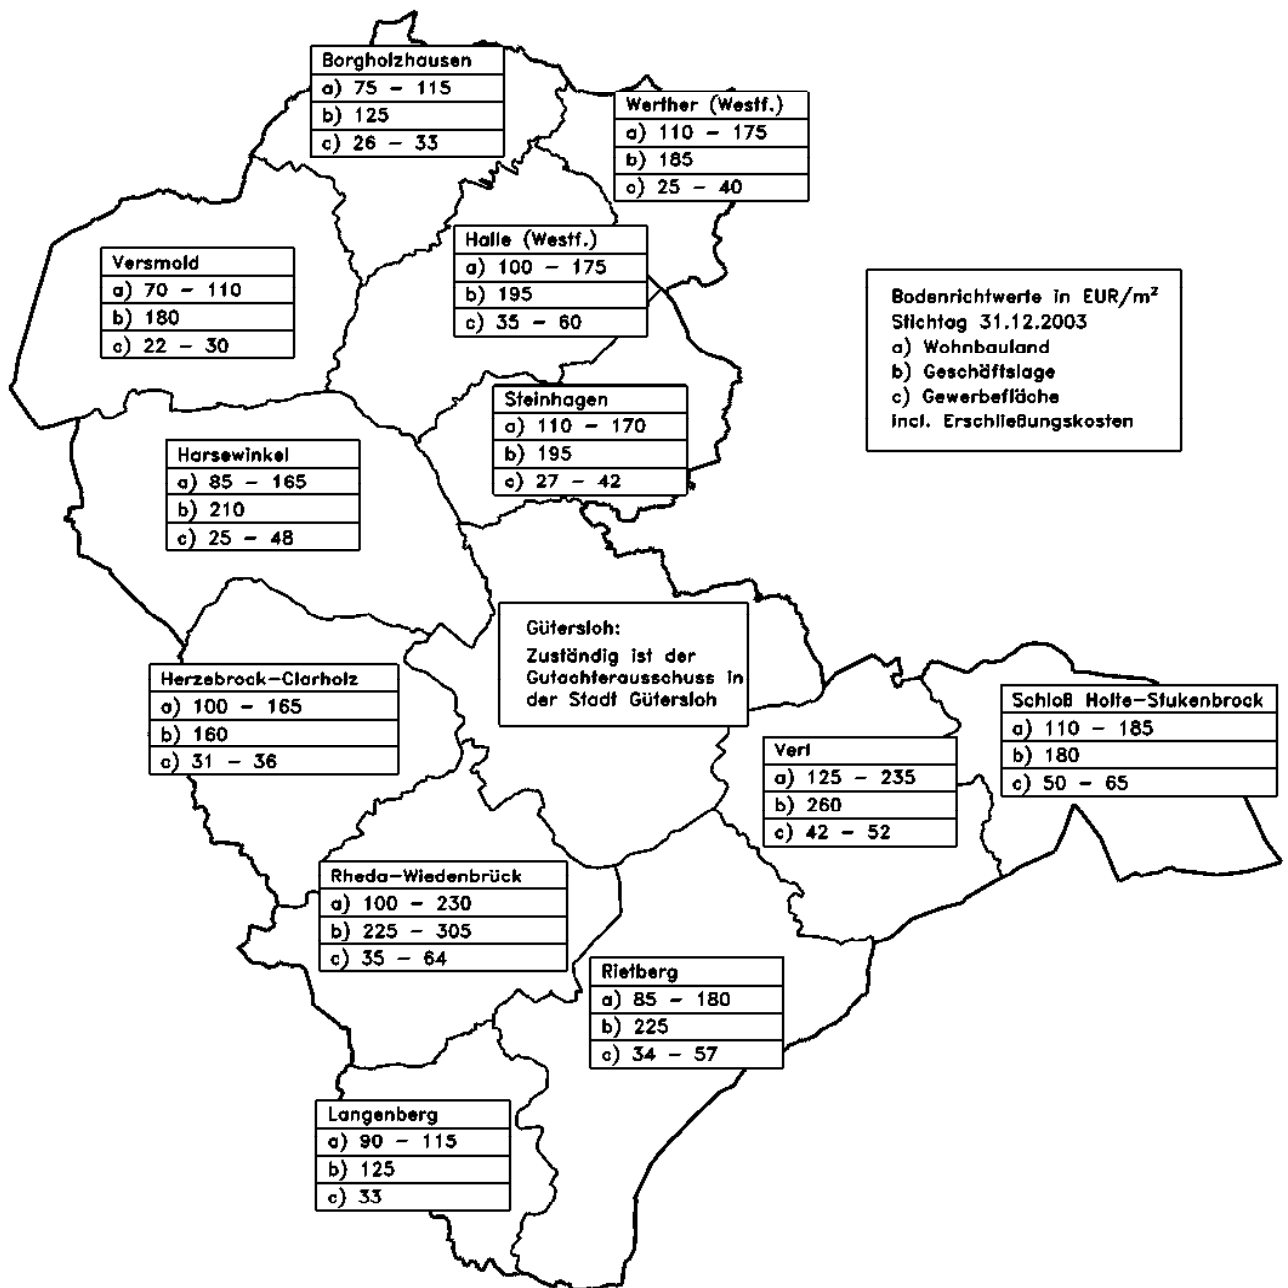 Borgholzhausen
a) 75 - 115
b) 125
c) 26 - 33
Werther (Westf.)
a) 110 - 175
b) 185
c) 25 - 40
Halle (Westf.)
a) 100 - 175
b) 195
c) 35 - 60
Versmold
a) 70 - 110
b) 180
c) 22 - 30
Bodenrichtwerte in EUR/m²
Stichtag 31.12.2003
a) Wohnbauland
b) Geschäftslage
c) Gewerbefläche
incl. Erschließungskosten
Steinhagen
a) 110 - 170
b) 195
c) 27 - 42
Harsewinkel
a) 85 - 165
b) 210
c) 25 - 48
Gütersloh:
Zuständig ist der
Gutachterausschuss in
der Stadt Gütersloh
Herzebrock-Clarholz
a) 100 - 165
b) 160
c) 31 - 36
Schloß Holte-Stukenbrock
a) 110 - 185
b) 180
c) 50 - 65
Verl
a) 125 - 235
b) 260
c) 42 - 52
Rheda-Wiedenbrück
a) 100 - 230
b) 225 - 305
c) 35 - 64
Rietberg
a) 85 - 180
b) 225
c) 34 - 57
Langenberg
a) 90 - 115
b) 125
c) 33